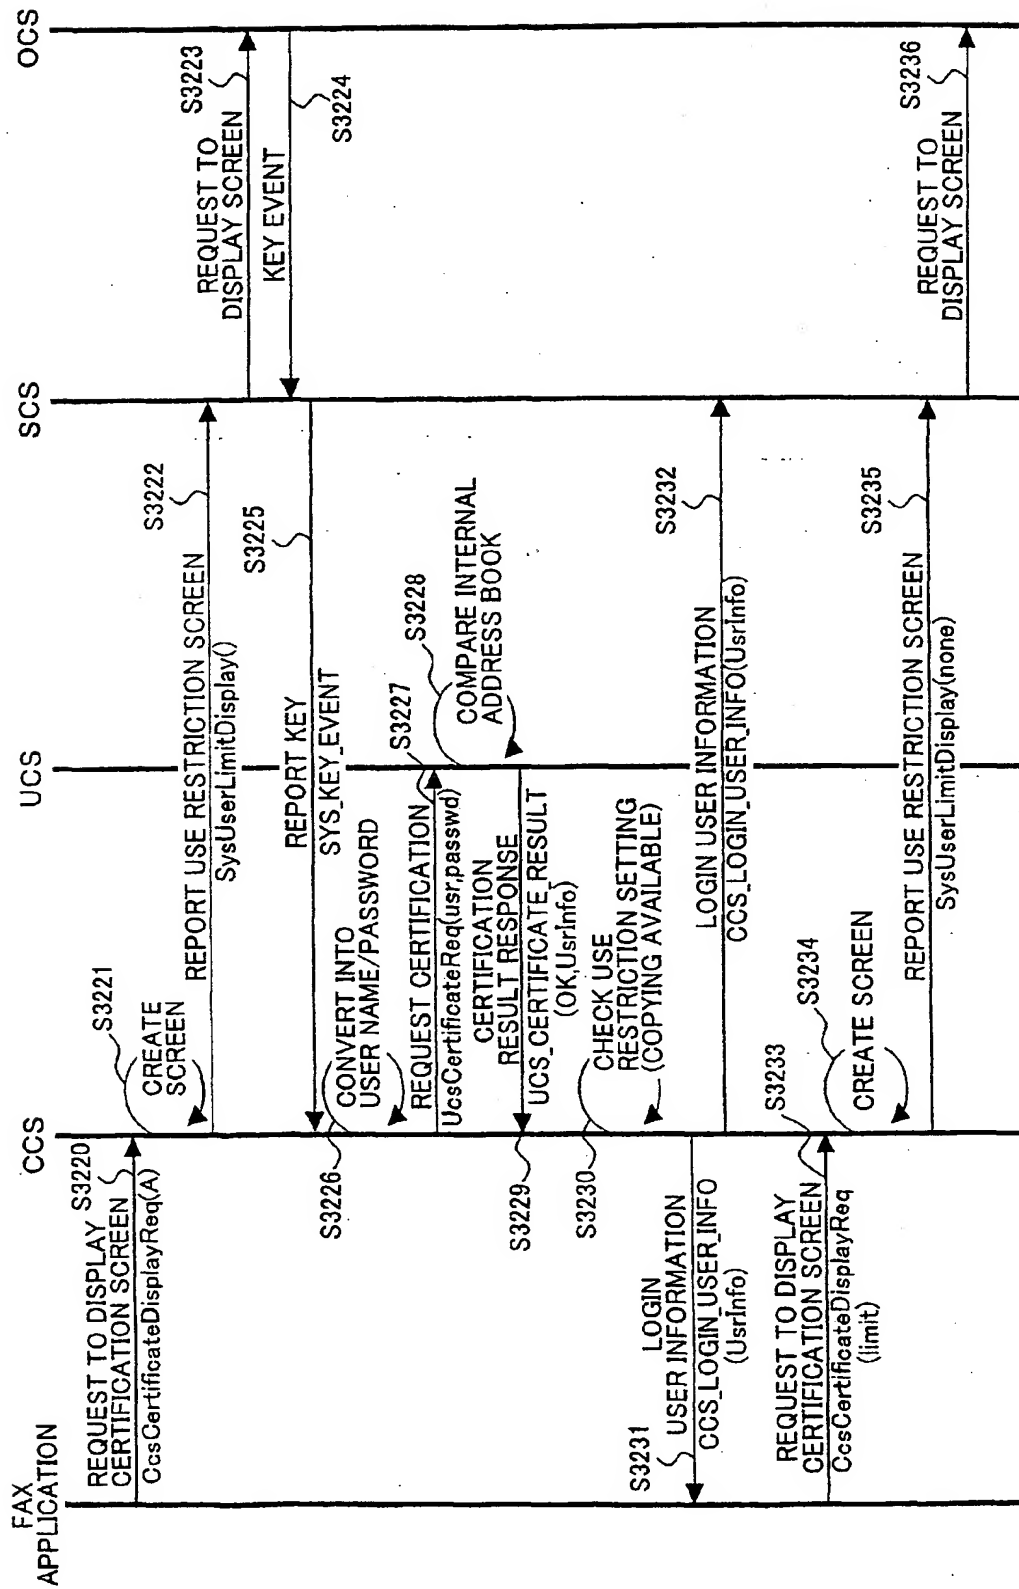 FAX
APPLICATION
CCS
UCS
SCS
OCS
REQUEST TO DISPLAY
CERTIFICATION SCREEN
S3220
CcsCertificateDisplayReq(A)
S3221
CREATE
SCREEN
REPORT USE RESTRICTION SCREEN
SysUserLimitDisplay()
S3222
REQUEST TO
DISPLAY SCREEN
S3223
KEY EVENT
S3224
REPORT KEY
SYS_KEY_EVENT
S3225
S3226
CONVERT INTO
USER NAME/PASSWORD
REQUEST CERTIFICATION
UcsCertificateReq(usr,passwd)
S3227
S3228
COMPARE INTERNAL
ADDRESS BOOK
CERTIFICATION
RESULT RESPONSE
UCS_CERTIFICATE_RESULT
(OK,UsrInfo)
S3229
S3230
CHECK USE
RESTRICTION SETTING
(COPYING AVAILABLE)
S3231
LOGIN
USER INFORMATION
CCS_LOGIN_USER_INFO
(UsrInfo)
LOGIN USER INFORMATION
CCS_LOGIN_USER_INFO(UsrInfo)
S3232
REQUEST TO DISPLAY
CERTIFICATION SCREEN
CcsCertificateDisplayReq
(limit)
S3233
S3234
CREATE SCREEN
REPORT USE RESTRICTION SCREEN
SysUserLimitDisplay(none)
S3235
REQUEST TO
DISPLAY SCREEN
S3236